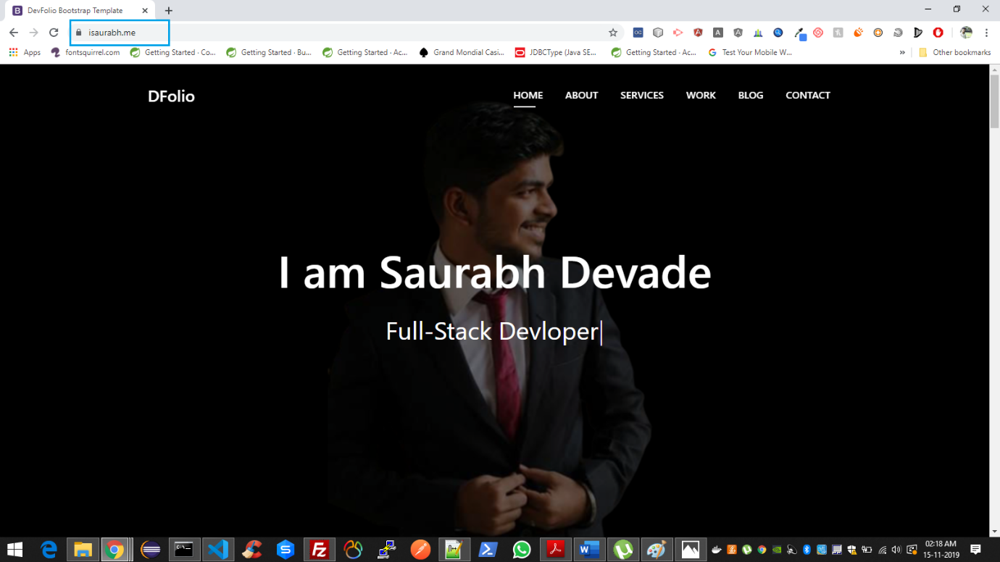 DevFolio Bootstrap Template
isaurabh.me
Apps fontsquirrel.com Getting Started · Co... Getting Started · Bu... Getting Started · Ac... Grand Mondial Casi... JDBCType (Java SE... Getting Started · Ac... Test Your Mobile W... » Other bookmarks
DFolio HOME ABOUT SERVICES WORK BLOG CONTACT
I am Saurabh Devade
Full-Stack Devloper
02:18 AM
15-11-2019